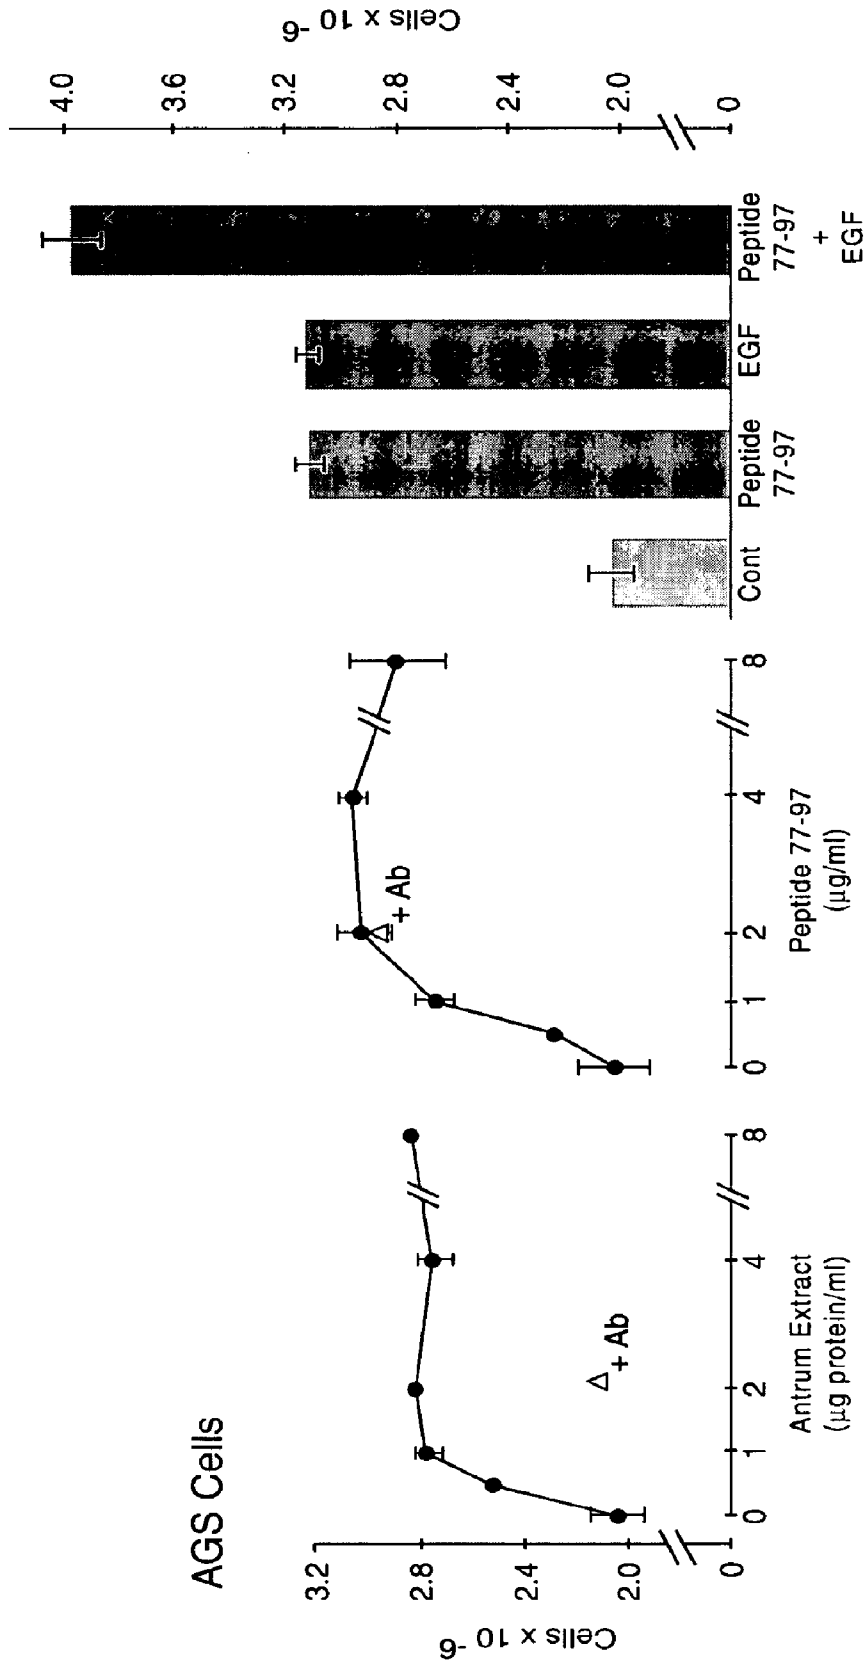 AGS Cells
Cells x 10 -6
3.2
2.8
2.4
2.0
0
0
1
2
4
8
+ Ab
Antrum Extract
(µg protein/ml)
0
1
2
4
8
+ Ab
Peptide 77-97
(µg/ml)
Cont
Peptide
77-97
EGF
Peptide
77-97
+
EGF
4.0
3.6
3.2
2.8
2.4
2.0
0
Cells x 10 -6